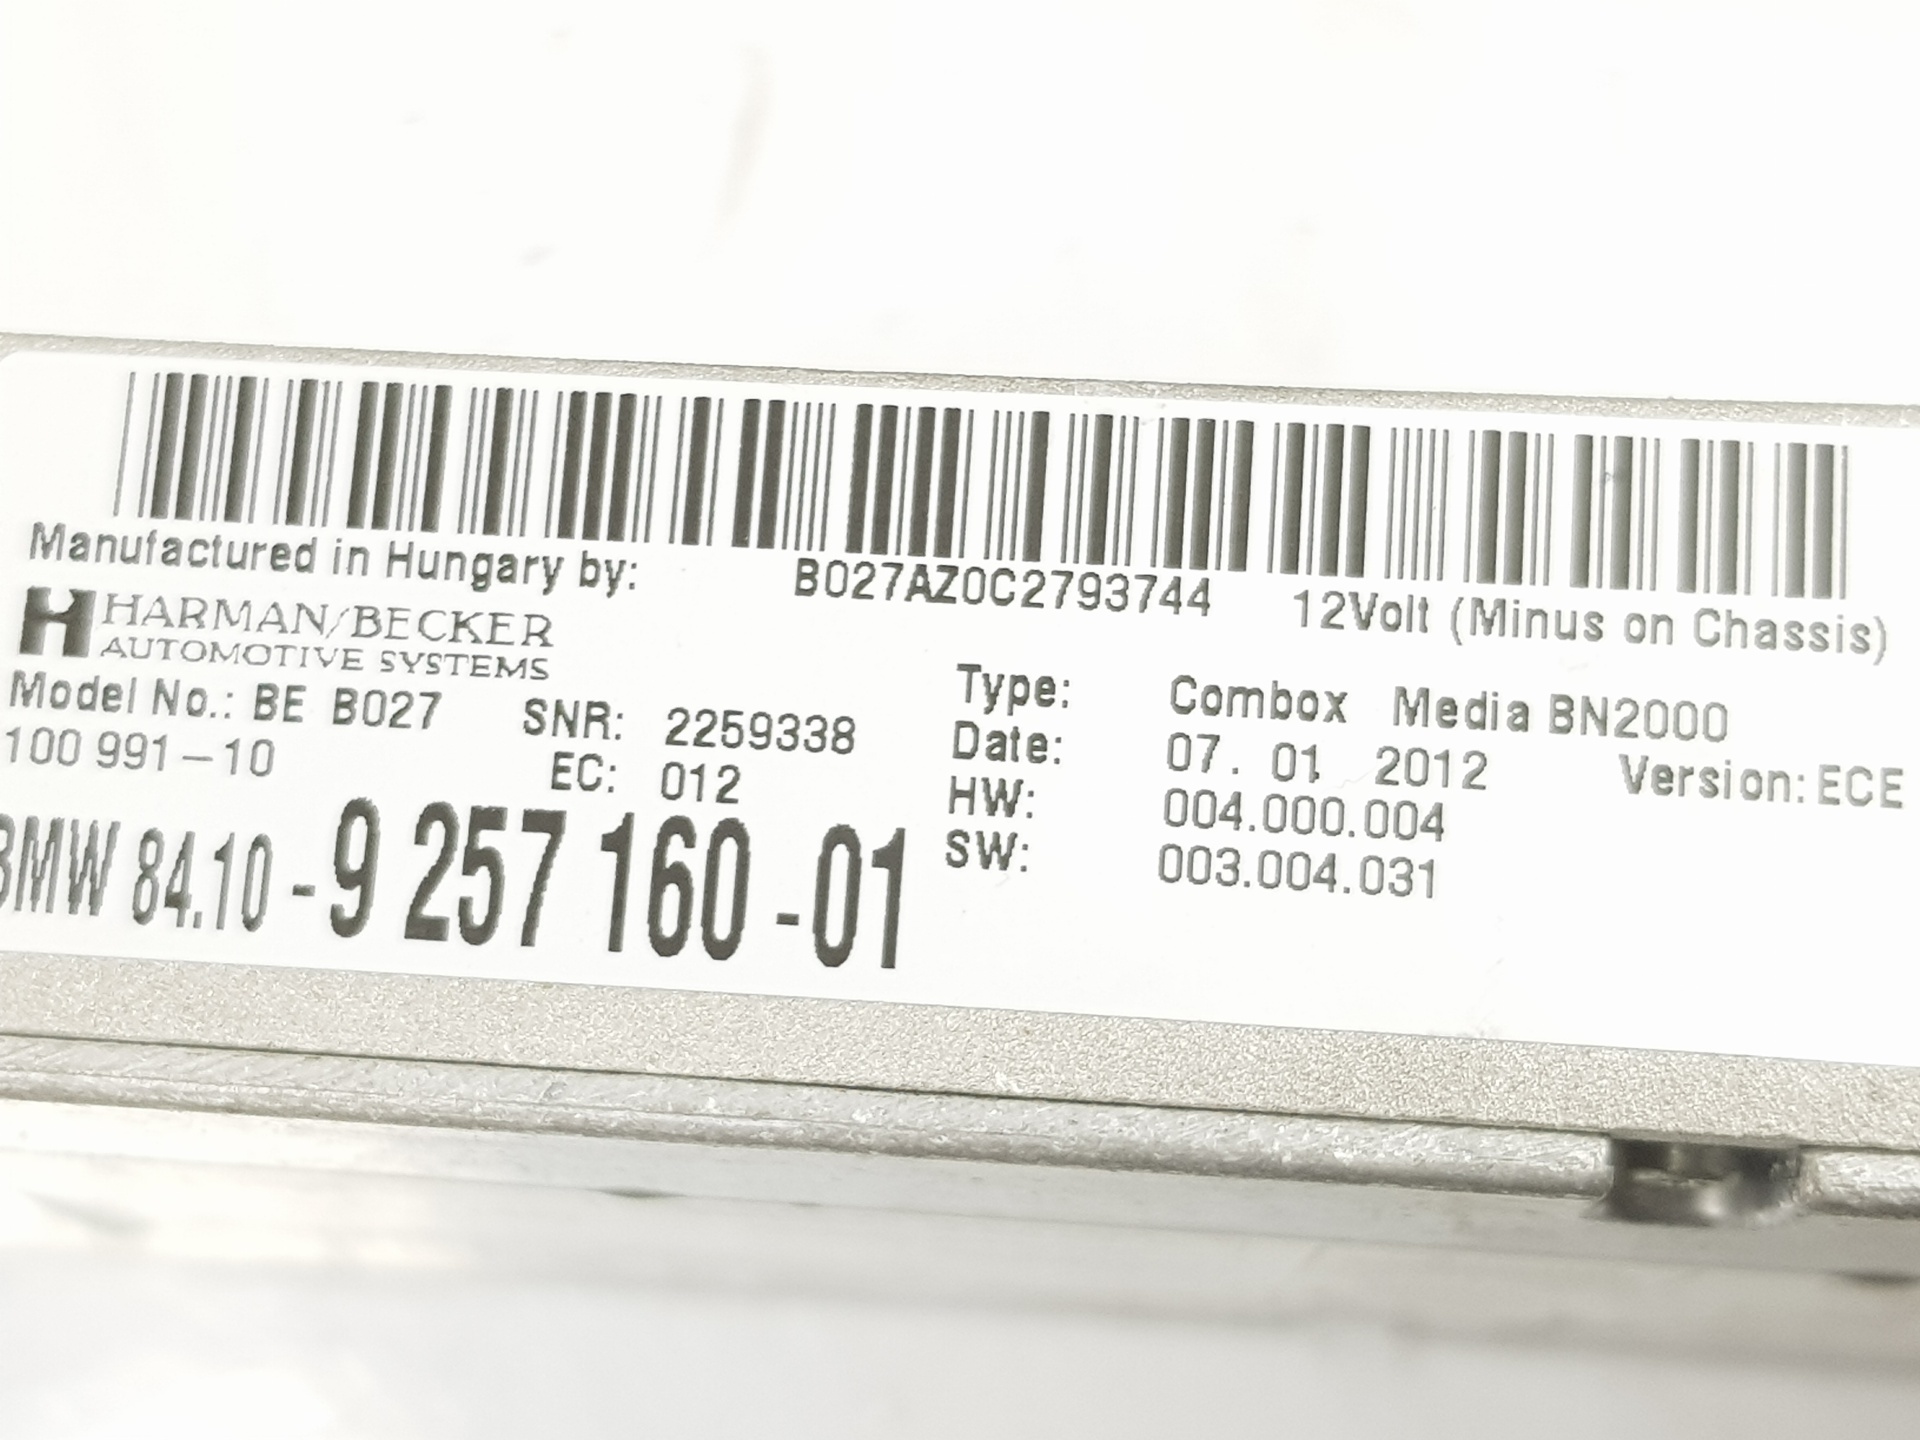 Manufactured in Hungary by: B027AZ0C2793744 12Volt (Minus on Chassis)
HARMAN/BECKER
AUTOMOTIVE SYSTEMS
Model No.: BE B027 SNR: 2259338 Type: Combox Media BN2000
100 991-10 EC: 012 Date: 07. 01 2012 Version: ECE
HW: 004.000.004
BMW 84.10 - 9 257 160 - 01 SW: 003.004.031